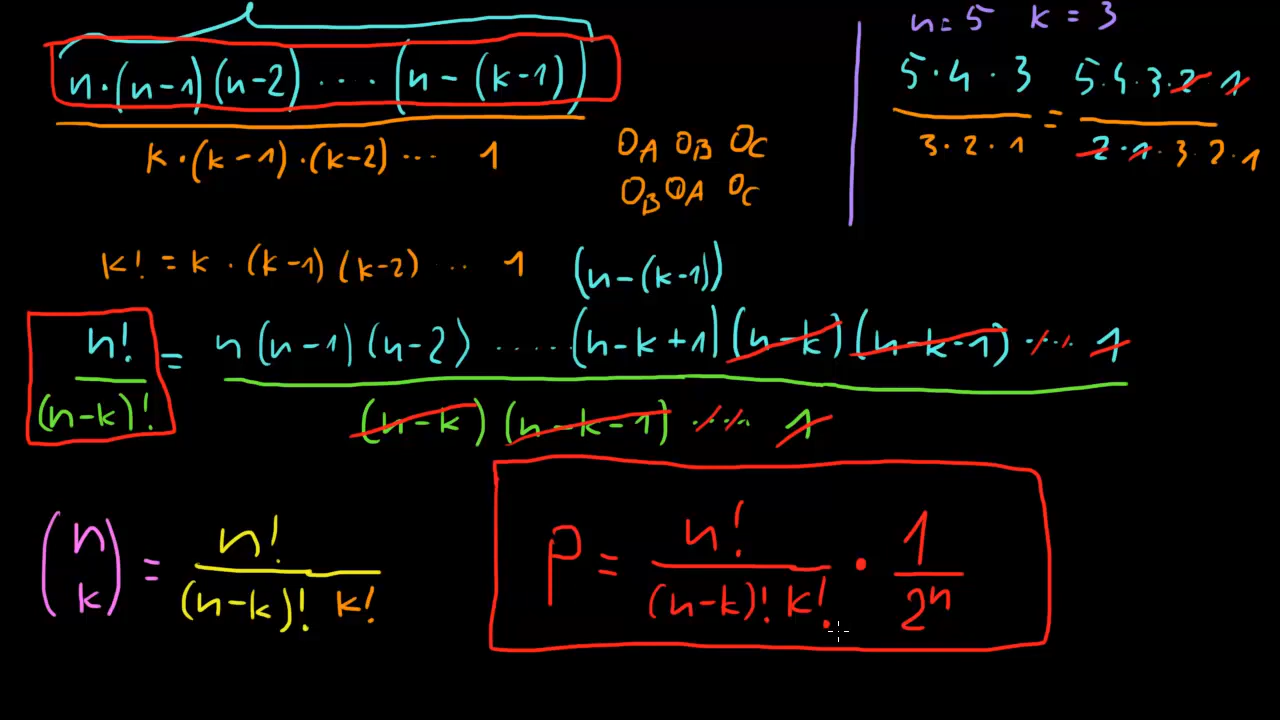 n·(n-1)(n-2) ···· (n-(k-1))
k·(k-1)·(k-2) ··· 1
O_A O_B O_C
O_B O_A O_C
n=5 k=3
5·4·3 = 5·4·3·2·1
3·2·1 2·1·3·2·1
k! = k·(k-1)(k-2) ··· 1
(n-(k-1))
n! = n(n-1)(n-2) ····· (n-k+1)(n-k)(n-k-1)····1
(n-k)! (n-k)(n-k-1) ····· 1
(n k) = n! / (n-k)! k!
P = n! / (n-k)! k! · 1 / 2^n